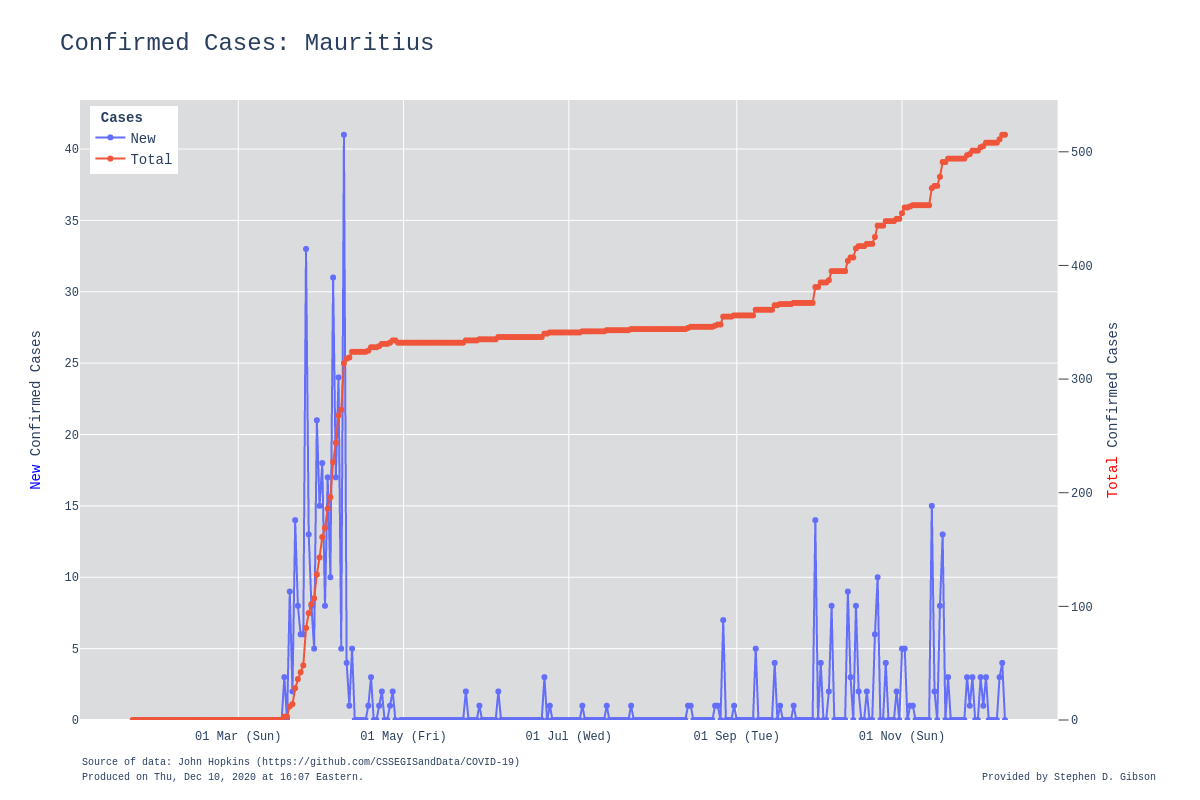 Confirmed Cases: Mauritius
Cases
New
Total
40
35
30
25
20
15
10
5
0
500
400
300
200
100
0
New Confirmed Cases
Total Confirmed Cases
01 Mar (Sun)
01 May (Fri)
01 Jul (Wed)
01 Sep (Tue)
01 Nov (Sun)
Source of data: John Hopkins (https://github.com/CSSEGISandData/COVID-19)
Produced on Thu, Dec 10, 2020 at 16:07 Eastern.
Provided by Stephen D. Gibson